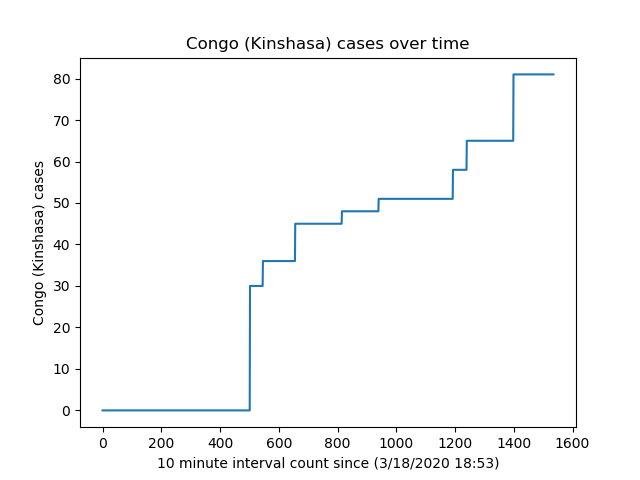 Congo (Kinshasa) cases over time
Congo (Kinshasa) cases
80
70
60
50
40
30
20
10
0
0 200 400 600 800 1000 1200 1400 1600
10 minute interval count since (3/18/2020 18:53)